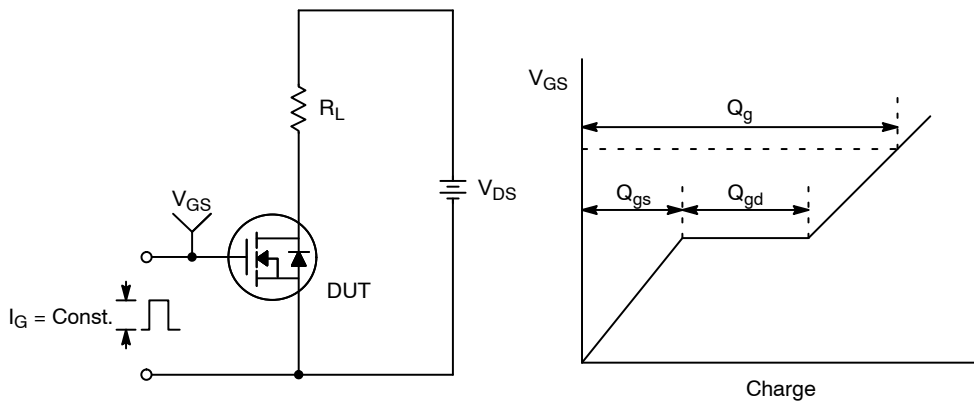 R_L
V_GS
V_DS
DUT
I_G = Const.
V_GS
Q_g
Q_gs
Q_gd
Charge